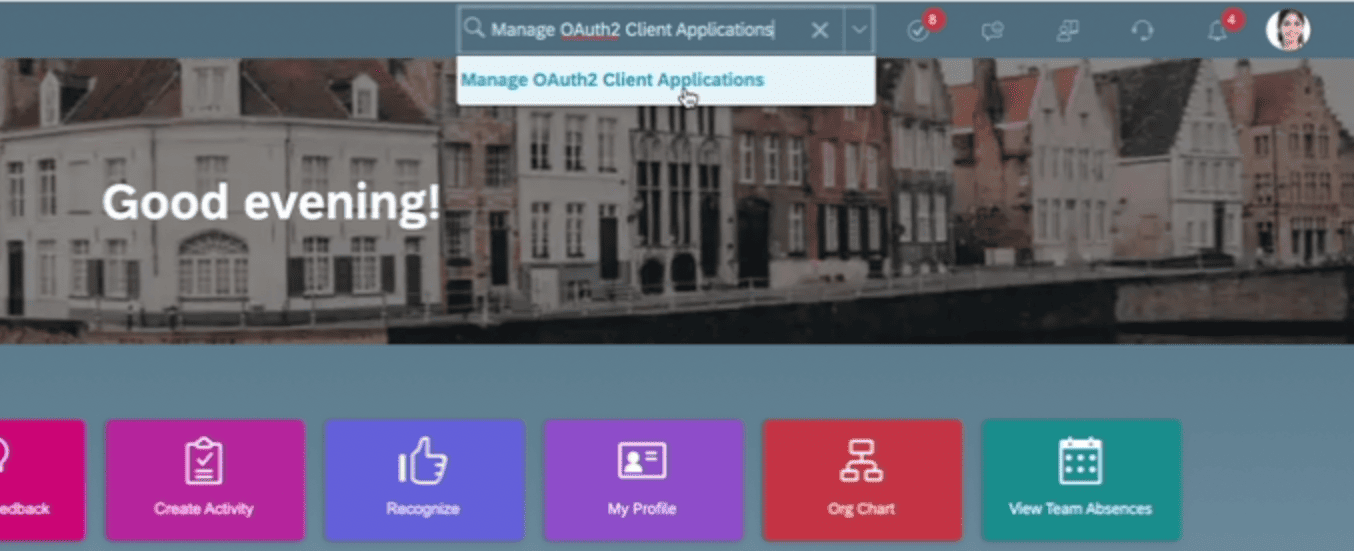 Manage OAuth2 Client Applications
8
4
Manage OAuth2 Client Applications
Good evening!
edback
Create Activity
Recognize
My Profile
Org Chart
View Team Absences